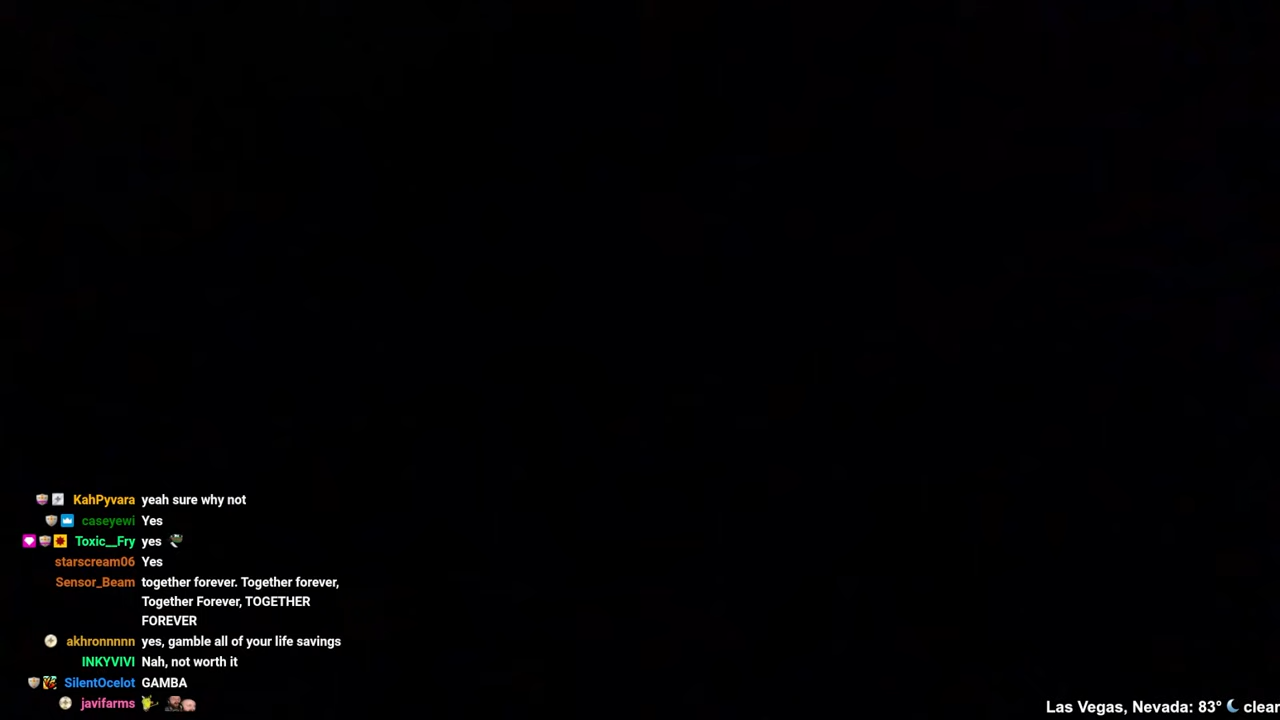 KahPyvara yeah sure why not
caseyewi Yes
Toxic__Fry yes
starscream06 Yes
Sensor_Beam together forever. Together forever,
Together Forever, TOGETHER
FOREVER
akhronnnnn yes, gamble all of your life savings
INKYVIVI Nah, not worth it
SilentOcelot GAMBA
javifarms
Las Vegas, Nevada: 83° clear